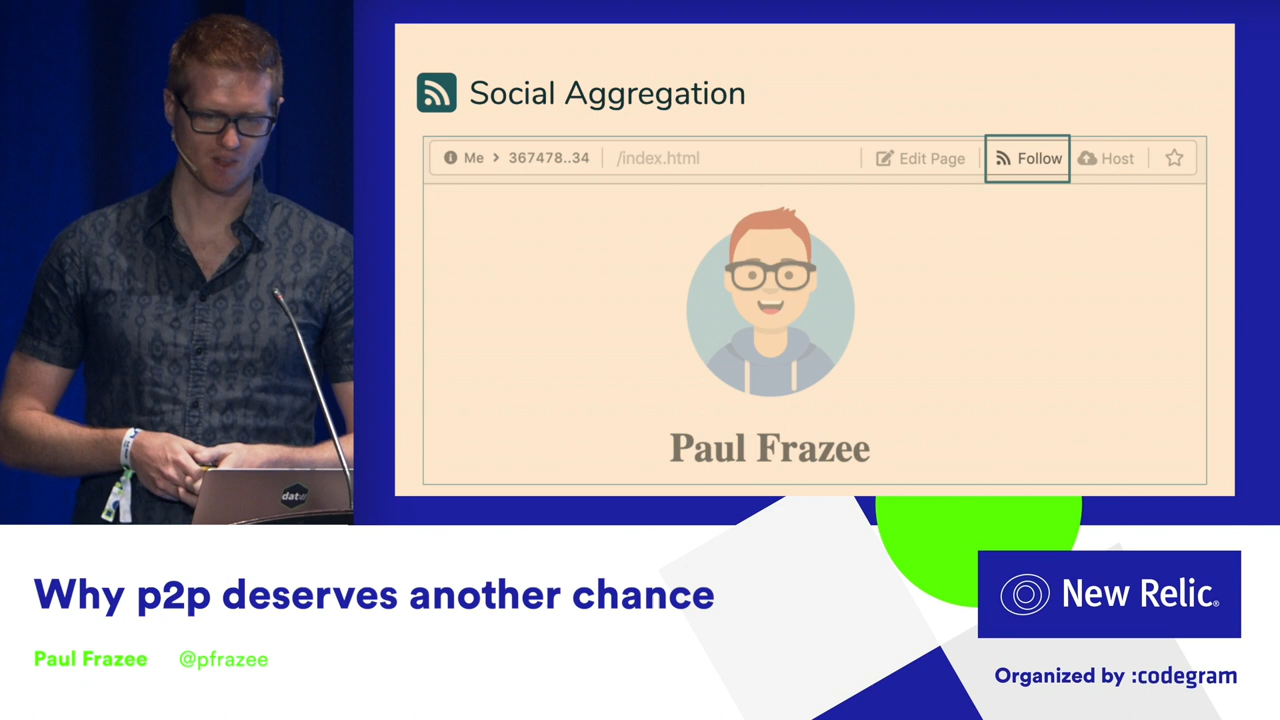 Social Aggregation
Me > 367478..34 /index.html Edit Page Follow Host
Paul Frazee
dat://
Why p2p deserves another chance
Paul Frazee @pfrazee
New Relic®
Organized by :codegram